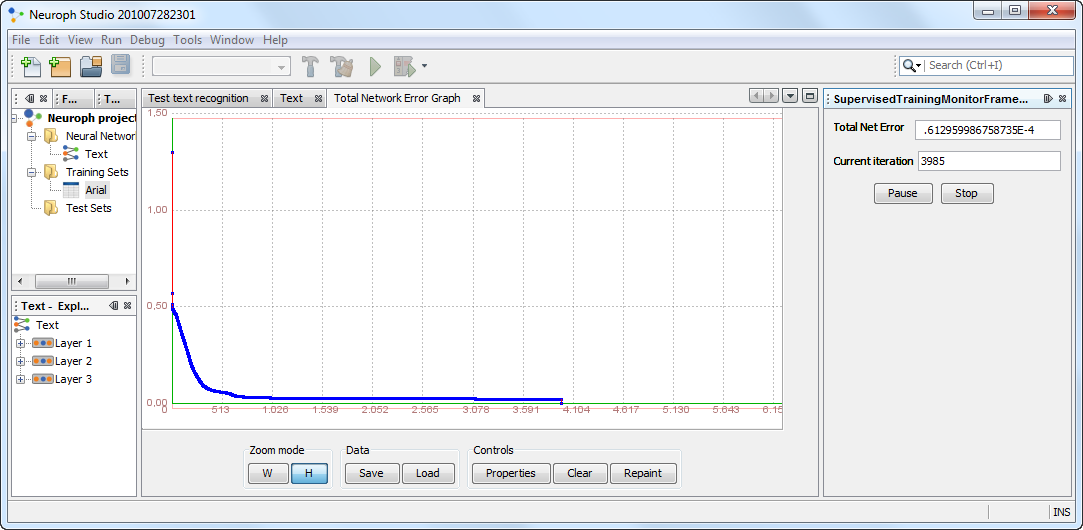 Neuroph Studio 201007282301
File Edit View Run Debug Tools Window Help
Search (Ctrl+I)
F...
T...
Neuroph project
Neural Networ
Text
Training Sets
Arial
Test Sets
Text - Expl...
Text
Layer 1
Layer 2
Layer 3
Test text recognition
Text
Total Network Error Graph
1,50
1,00
0,50
0,00
0 513 1.026 1.539 2.052 2.565 3.078 3.591 4.104 4.617 5.130 5.643 6.15
Zoom mode
W H
Data
Save Load
Controls
Properties Clear Repaint
SupervisedTrainingMonitorFrame...
Total Net Error .612959986758735E-4
Current iteration 3985
Pause Stop
INS